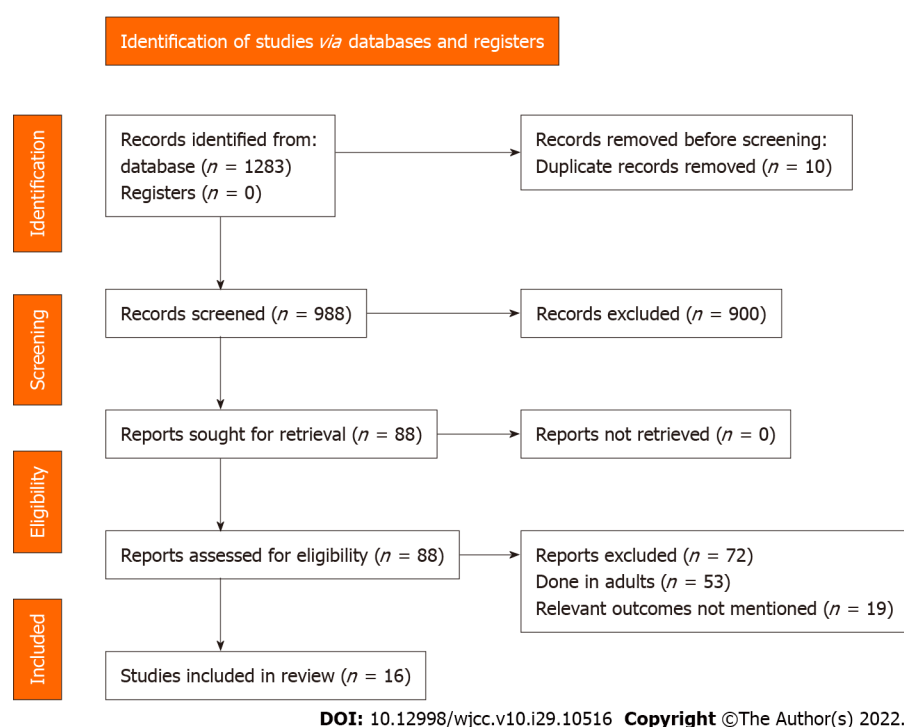 Identification of studies via databases and registers
Identification
Records identified from:
database (n = 1283)
Registers (n = 0)
Records removed before screening:
Duplicate records removed (n = 10)
Screening
Records screened (n = 988)
Records excluded (n = 900)
Reports sought for retrieval (n = 88)
Reports not retrieved (n = 0)
Eligibility
Reports assessed for eligibility (n = 88)
Reports excluded (n = 72)
Done in adults (n = 53)
Relevant outcomes not mentioned (n = 19)
Included
Studies included in review (n = 16)
DOI: 10.12998/wjcc.v10.i29.10516 Copyright ©The Author(s) 2022.